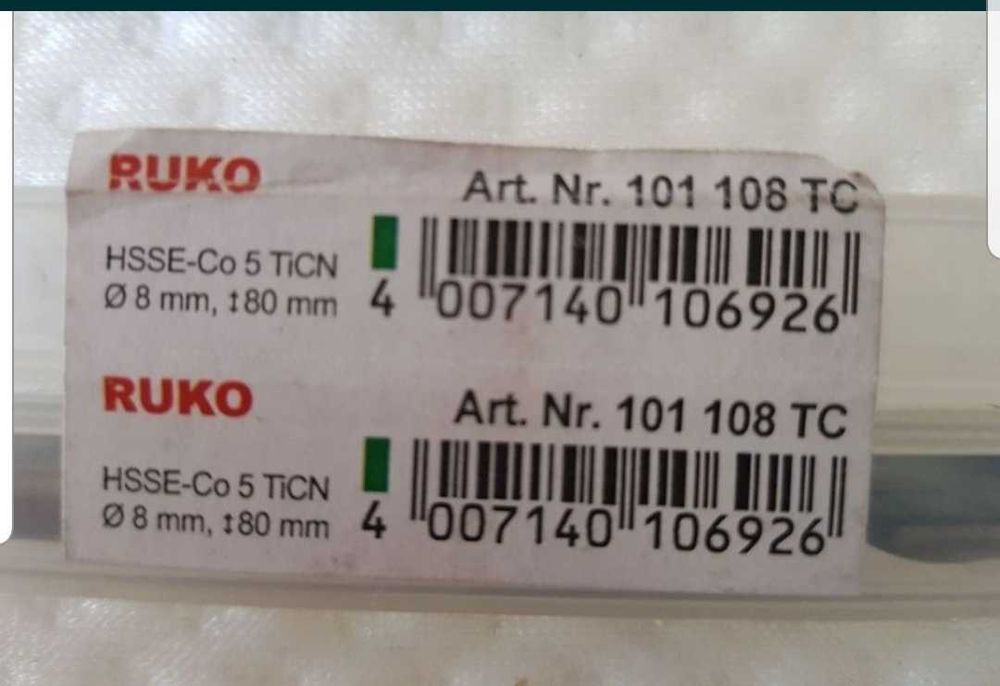 RUKO
Art. Nr. 101 108 TC
HSSE-Co 5 TiCN
Ø 8 mm, ↕80 mm
4 007140 106926
RUKO
Art. Nr. 101 108 TC
HSSE-Co 5 TiCN
Ø 8 mm, ↕80 mm
4 007140 106926